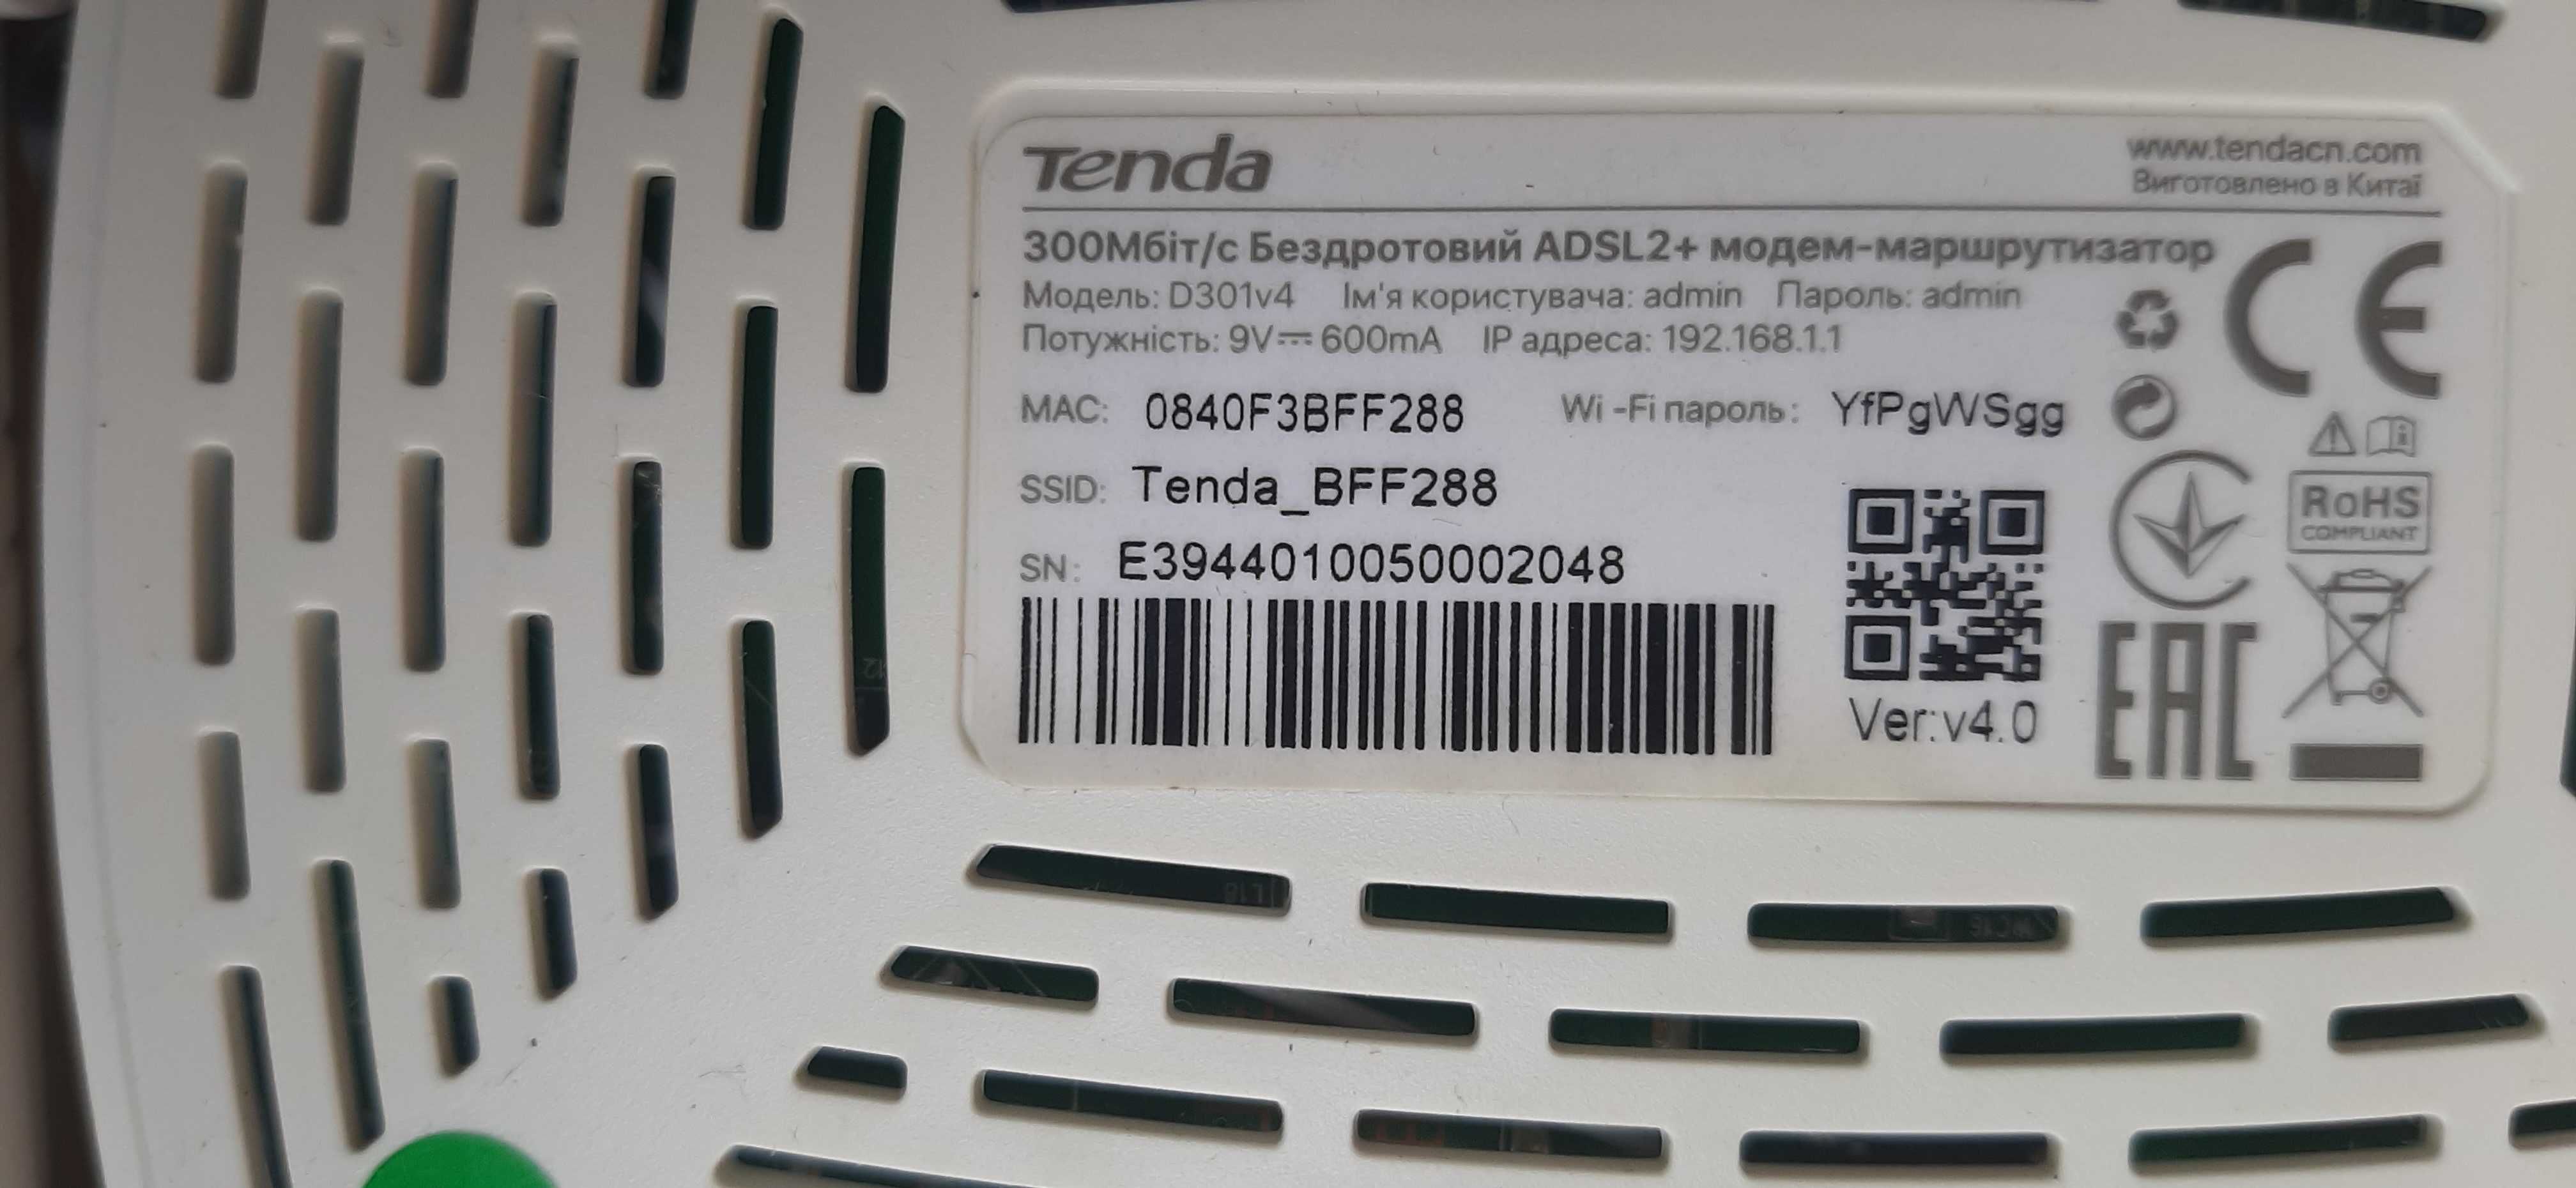 Tenda
www.tendacn.com
Виготовлено в Китаї
300Мбіт/с Бездротовий ADSL2+ модем-маршрутизатор
Модель: D301v4 Ім'я користувача: admin Пароль: admin
Потужність: 9V⎓600mA IP адреса: 192.168.1.1
MAC: 0840F3BFF288 Wi-Fi пароль: YfPgWSgg
SSID: Tenda_BFF288
SN: E3944010050002048
Ver:v4.0
CE
RoHS
COMPLIANT
EAC
L18